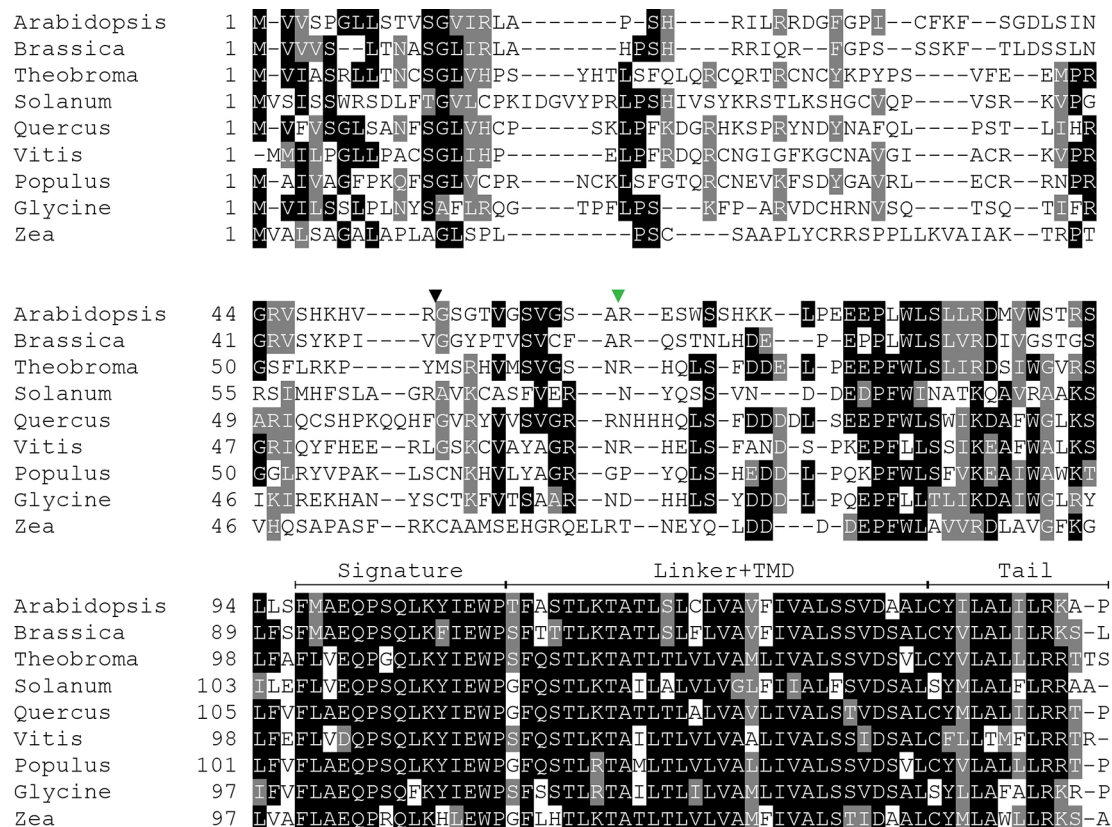 Arabidopsis 1 M-VVSPGLLSTVSGVIRLA-------P-SH----RILRRDGFGPI--CFKF--SGDLSIN
Brassica 1 M-VVVS--LTNASGLIRLA-------HPSH----RRIQR--FGPS--SSKF--TLDSSLN
Theobroma 1 M-VIASRLLTNCSGLVHPS----YHTLSFQLQRCQRTRCNCYKPYPS----VFE--EMPR
Solanum 1 MVSISSWRSDLFTGVLCPKIDGVYPRLPSHIVSYKRSTLKSHGCVQP----VSR--KVPG
Quercus 1 M-VFVSGLSANFSGLVHCP-----SKLPFKDGRHKSPRYNDYNAFQL----PST--LIHR
Vitis 1 -MMILPGLLPACSGLIHP-------ELPFRDQRCNGIGFKGCNAVGI----ACR--KVPR
Populus 1 M-AIVAGFPKQFSGLVCPR----NCKLSFGTQRCNEVKFSDYGAVRL----ECR--RNPR
Glycine 1 M-VILSSLPLNYSAFLRQG----TPFLPS---KFP-ARVDCHRNVSQ----TSQ--TIFR
Zea 1 MVALSAGALAPLAGLSPL---------PSC----SAAPLYCRRSPPLLKVAIAK--TRPT
Arabidopsis 44 GRVSHKHV----RGSGTVGSVGS--AR--ESWSSHKK--LPEEEPLWLSLLRDMVWSTRS
Brassica 41 GRVSYKPI----VGGYPTVSVCF--AR--QSTNLHDE---P-EPPLWLSLVRDIVGSTGS
Theobroma 50 GSFLRKP-----YMSRHVMSVGS--NR--HQLS-FDDE-L-PEEPFWLSLIRDSIWGVRS
Solanum 55 RSIMHFSLA---GRAVKCASFVER---N--YQSS-VN---D-DEDPFWINATKQAVRAAKS
Quercus 49 ARIQCSHPKQQHFGVRYVVSVGR--RNHHHQLS-FDDDDL-SEEPFWLSWIKDAFWGLKS
Vitis 47 GRIQYFHEE--RLGSKCVAYAGR--NR--HELS-FAND-S-PKEPFLLSSIKEAFWALKS
Populus 50 GGLRYVPAK--LSCNKHVLYAGR--GP--YQLS-HEDD-L-PQKPFWLSFVKEAIWAWKT
Glycine 46 IKIREKHAN--YSCTKFVTSAAR--ND--HHLS-YDDD-L-PQEPFLLTLIKDAIWGLRY
Zea 46 VHQSAPASF--RKCAAMSEHGRQELRT--NEYQ-LDD---D-DEPFWLAVVRDLAVGFKG
Signature Linker+TMD Tail
Arabidopsis 94 LLSFMAEQPSQLKYIEWPTFASTLKTATLSLCLVAVFIVALSSVDAALCYILALILRKA-P
Brassica 89 LFSFMAEQPSQLKFIEWPSFTTTLKTATLSLFLVAVFIVALSSVDSALCYVLALILRKS-L
Theobroma 98 LFAFLVEQPGQLKYIEWPSFQSTLKTATLTLVLVAMLIVALSSVDSVLCYVLALLLRRTTS
Solanum 103 ILEFLVEQPSQLKYIEWPGFQSTLKTAILALVLVGLFIIALFSVDSALSYMLALFLRRAA-
Quercus 105 LFVFLAEQPSQLKYIEWPGFQSTLKTATLTLALVAVLIVALSTVDSALCYMLALILRRT-P
Vitis 98 LFEFLVDQPSQLKYIEWPSFQSTLKTAILTLVLVAALIVALSSIDSALCFLLTMFLRRTR-
Populus 101 LFVFLAEQPSQLKYIEWPGFQSTLRTAMLTLVLVALLIVALSSVDSVLCYVLALLLRRT-P
Glycine 97 IFVFLAEQPSQFKYIEWPSFSSTLRTAILTLILVAMLIVALSSVDSALSYLLAFALRKR-P
Zea 97 LVAFLAEQPRQLKHLEWPGFLHTLKTATLTLVLVAMFIVALSTIDAALCYMLAWLLRKS-A